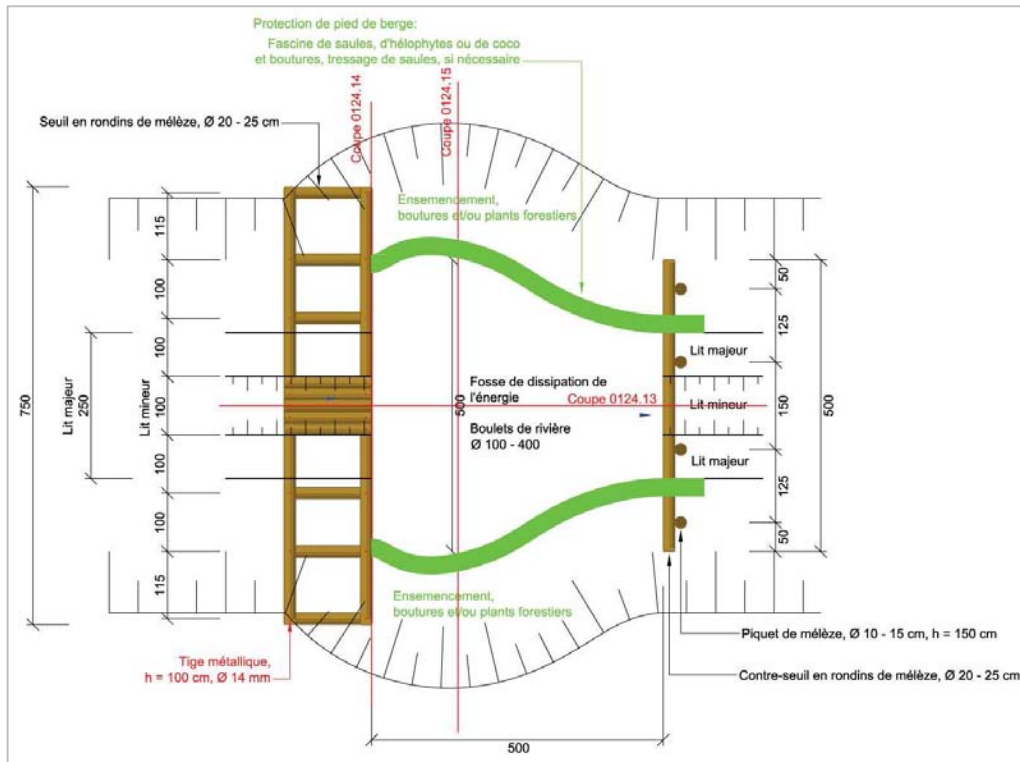 Protection de pied de berge:
Fascine de saules, d'hélophytes ou de coco
et boutures, tressage de saules, si nécessaire
Coupe 0124.14
Coupe 0124.15
Seuil en rondins de mélèze, Ø 20 - 25 cm
Ensemencement,
boutures et/ou plants forestiers
750
Lit majeur
250
Lit mineur
115
100
100
100
100
100
115
Fosse de dissipation de
l'énergie
Coupe 0124.13
500
Boulets de rivière
Ø 100 - 400
Lit majeur
Lit mineur
Lit majeur
50
125
150
125
50
500
Ensemencement,
boutures et/ou plants forestiers
Tige métallique,
h = 100 cm, Ø 14 mm
Piquet de mélèze, Ø 10 - 15 cm, h = 150 cm
Contre-seuil en rondins de mélèze, Ø 20 - 25 cm
500